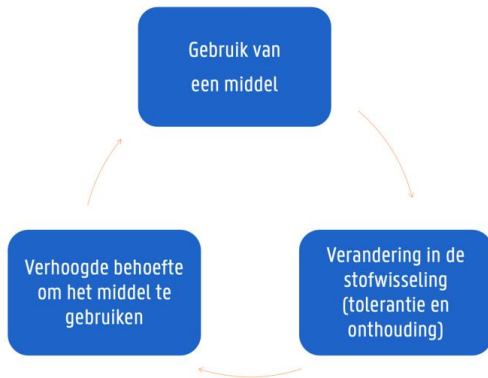 Gebruik van
een middel
Verandering in de
stofwisseling
(tolerantie en
onthouding)
Verhoogde behoefte
om het middel te
gebruiken